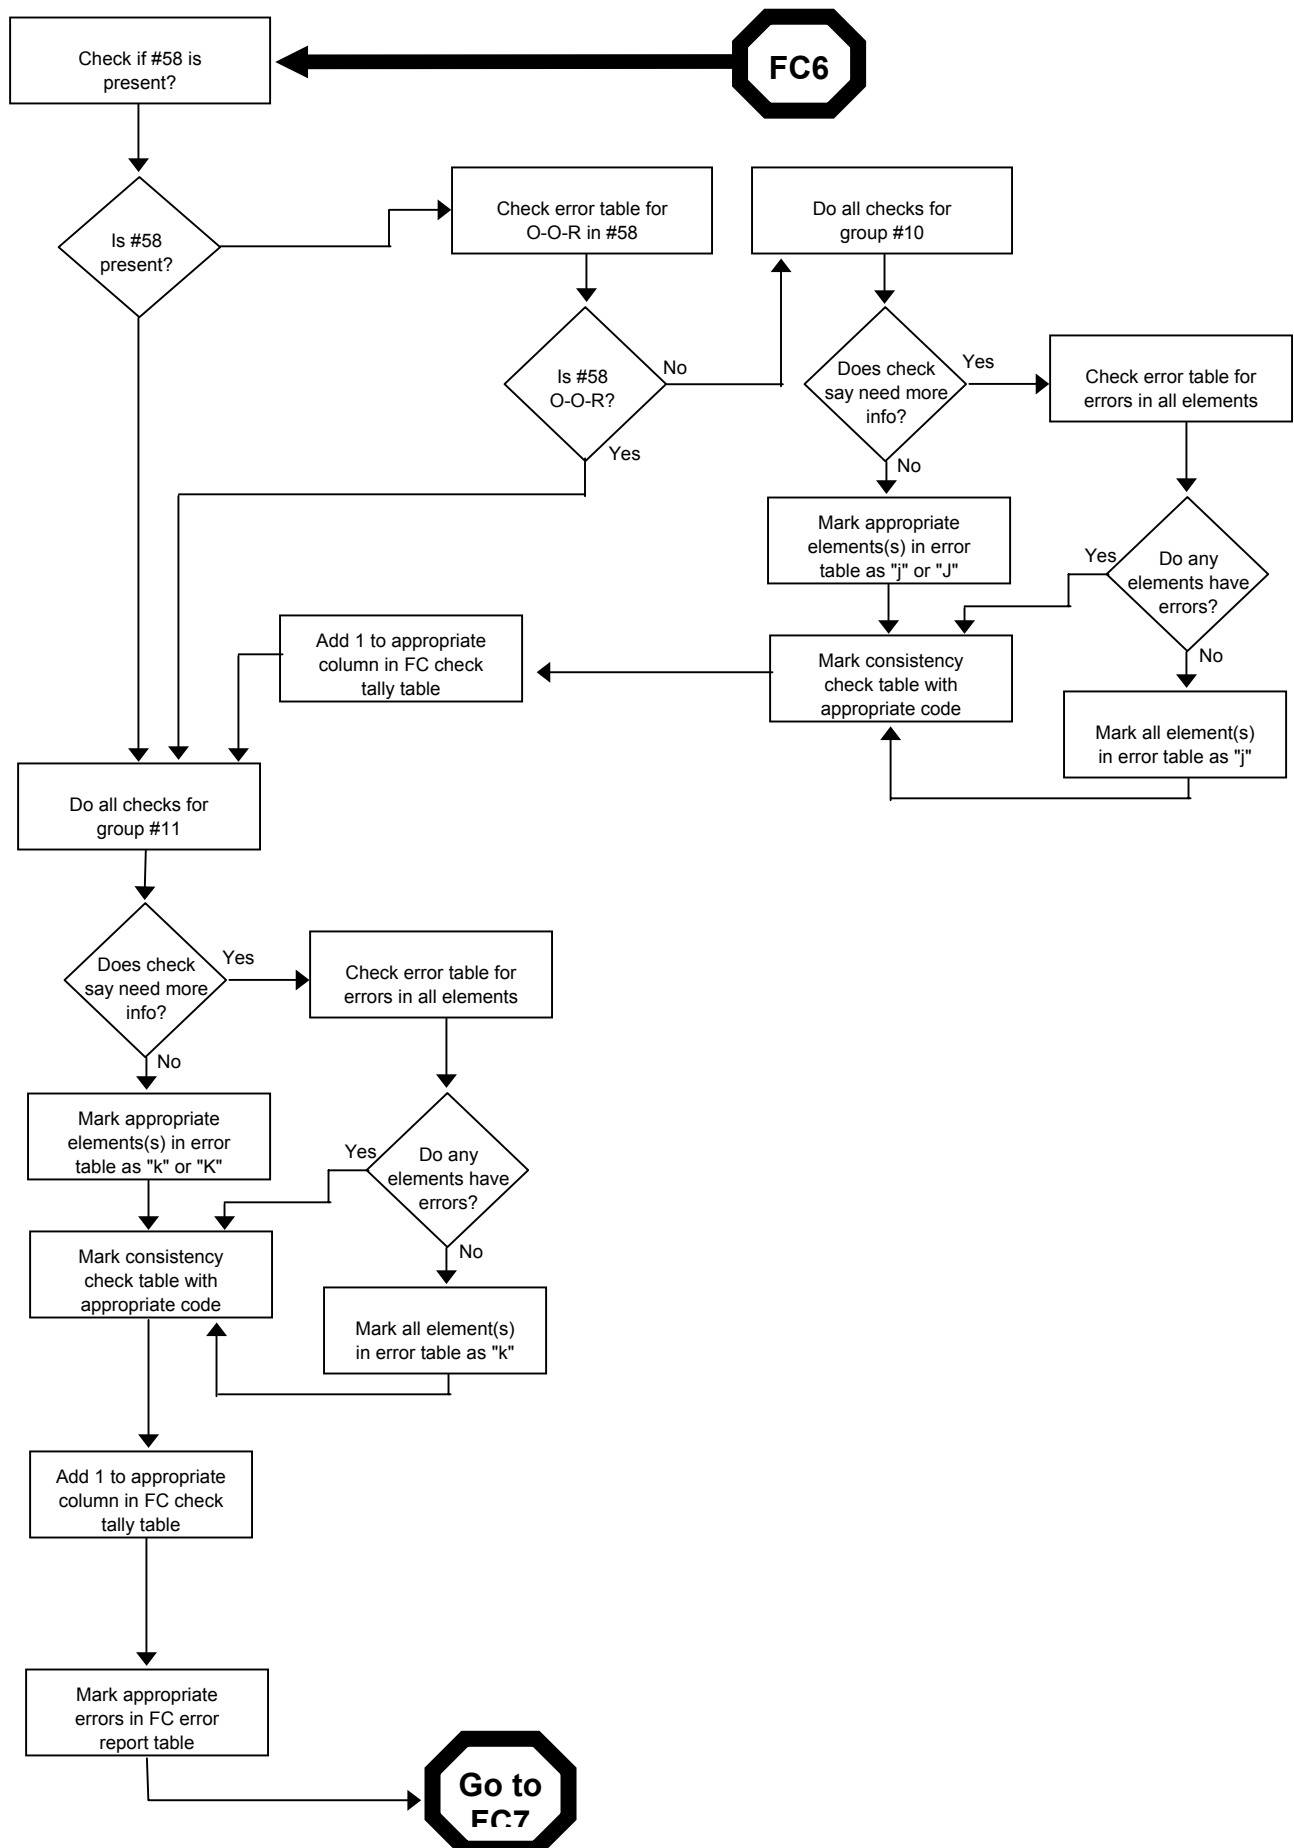 Check if #58 is
present?
FC6
Is #58
present?
Check error table for
O-O-R in #58
Do all checks for
group #10
Is #58
O-O-R?
No
Yes
Does check
say need more
info?
Yes
No
Check error table for
errors in all elements
Mark appropriate
elements(s) in error
table as "j" or "J"
Yes
Do any
elements have
errors?
No
Add 1 to appropriate
column in FC check
tally table
Mark consistency
check table with
appropriate code
Mark all element(s)
in error table as "j"
Do all checks for
group #11
Does check
say need more
info?
Yes
No
Check error table for
errors in all elements
Mark appropriate
elements(s) in error
table as "k" or "K"
Yes
Do any
elements have
errors?
No
Mark consistency
check table with
appropriate code
Mark all element(s)
in error table as "k"
Add 1 to appropriate
column in FC check
tally table
Mark appropriate
errors in FC error
report table
Go to
FC7